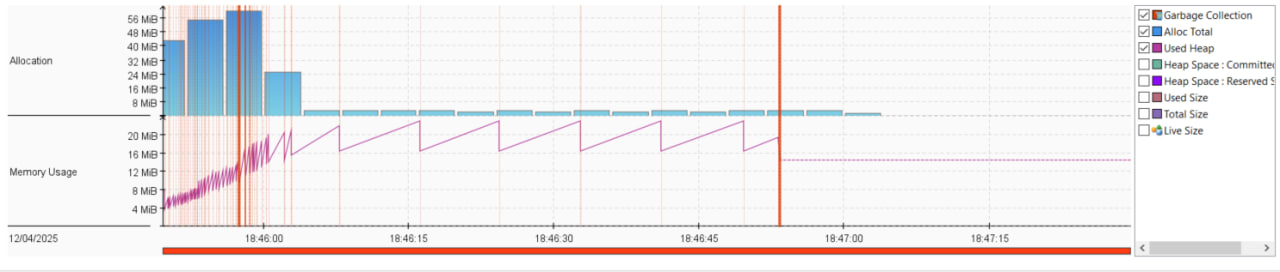 Allocation
56 MiB
48 MiB
40 MiB
32 MiB
24 MiB
16 MiB
8 MiB
Memory Usage
20 MiB
16 MiB
12 MiB
8 MiB
4 MiB
12/04/2025
18:46:00
18:46:15
18:46:30
18:46:45
18:47:00
18:47:15
Garbage Collection
Alloc Total
Used Heap
Heap Space : Committe
Heap Space : Reserved S
Used Size
Total Size
Live Size